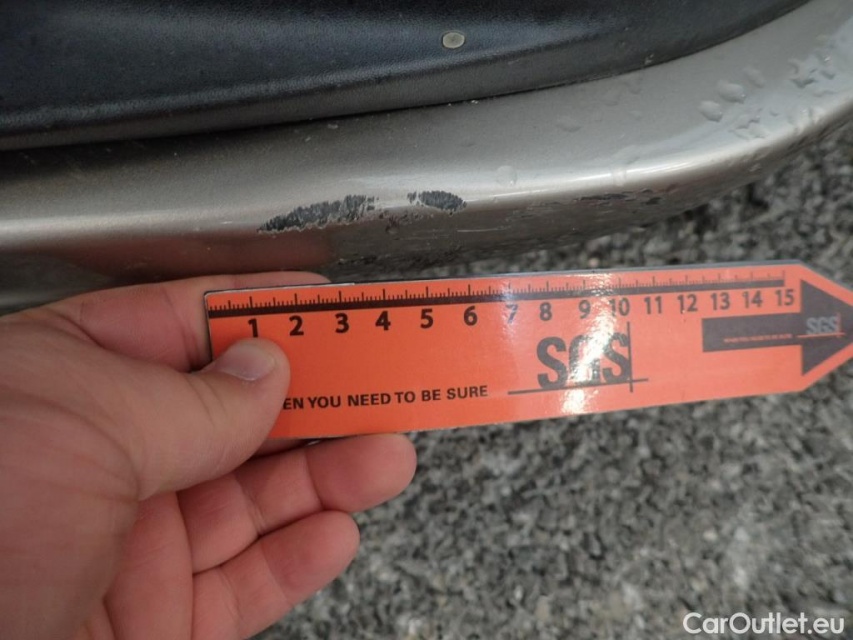 1 2 3 4 5 6 7 8 9 10 11 12 13 14 15
SGS
SGS
EN YOU NEED TO BE SURE
CarOutlet.eu